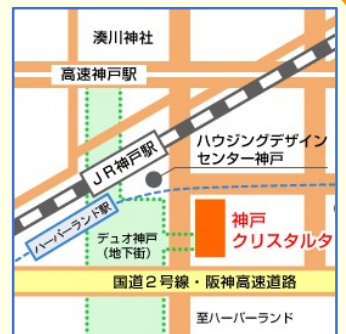 湊川神社
高速神戸駅
JR神戸駅
ハウジングデザイン
センター神戸
ハーバーランド駅
デュオ神戸
(地下街)
神戸
クリスタルタ
国道2号線・阪神高速道路
至ハーバーランド